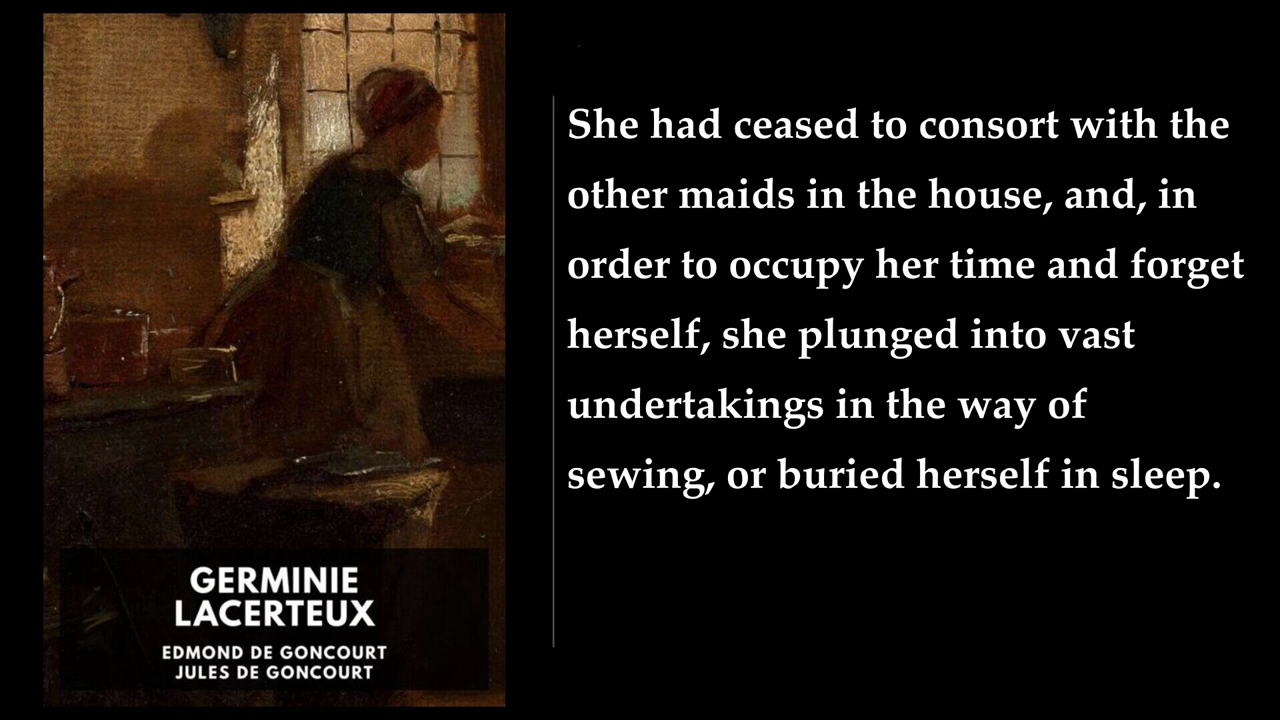 She had ceased to consort with the
other maids in the house, and, in
order to occupy her time and forget
herself, she plunged into vast
undertakings in the way of
sewing, or buried herself in sleep.
GERMINIE
LACERTEUX
EDMOND DE GONCOURT
JULES DE GONCOURT